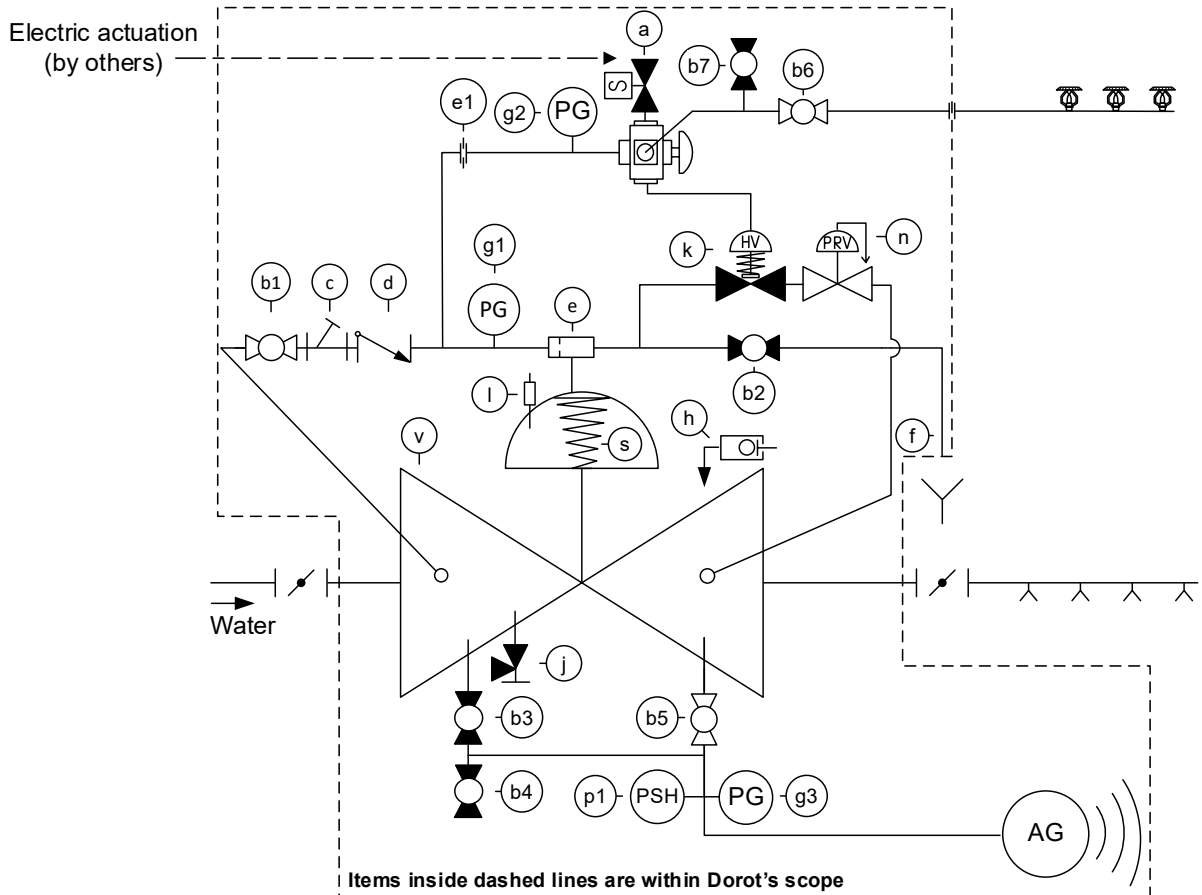 Electric actuation
(by others)
a
b7
b6
e1
g2
PG
S
g1
k
HV
PRV
n
b1
c
d
PG
e
b2
l
h
v
s
f
Water
j
b3
b5
b4
p1
PSH
PG
g3
AG
Items inside dashed lines are within Dorot's scope